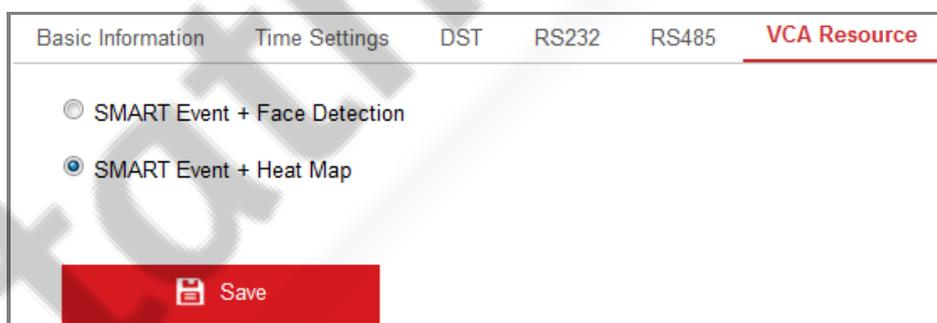 Basic Information Time Settings DST RS232 RS485 VCA Resource
SMART Event + Face Detection
SMART Event + Heat Map
Save